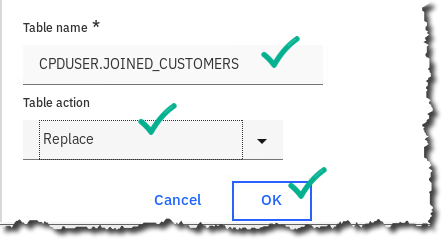 Table name *
CPDUSER.JOINED_CUSTOMERS
Table action
Replace
Cancel OK